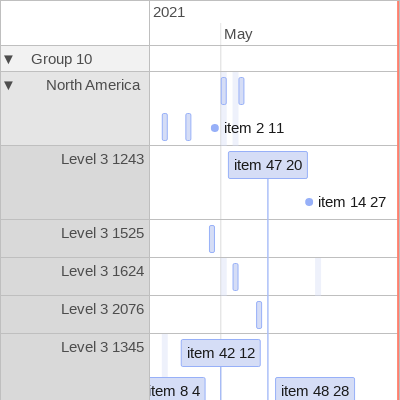 2021
May
▼ Group 10
▼ North America
item 2 11
Level 3 1243
item 47 20
item 14 27
Level 3 1525
Level 3 1624
Level 3 2076
Level 3 1345
item 42 12
item 8 4
item 48 28